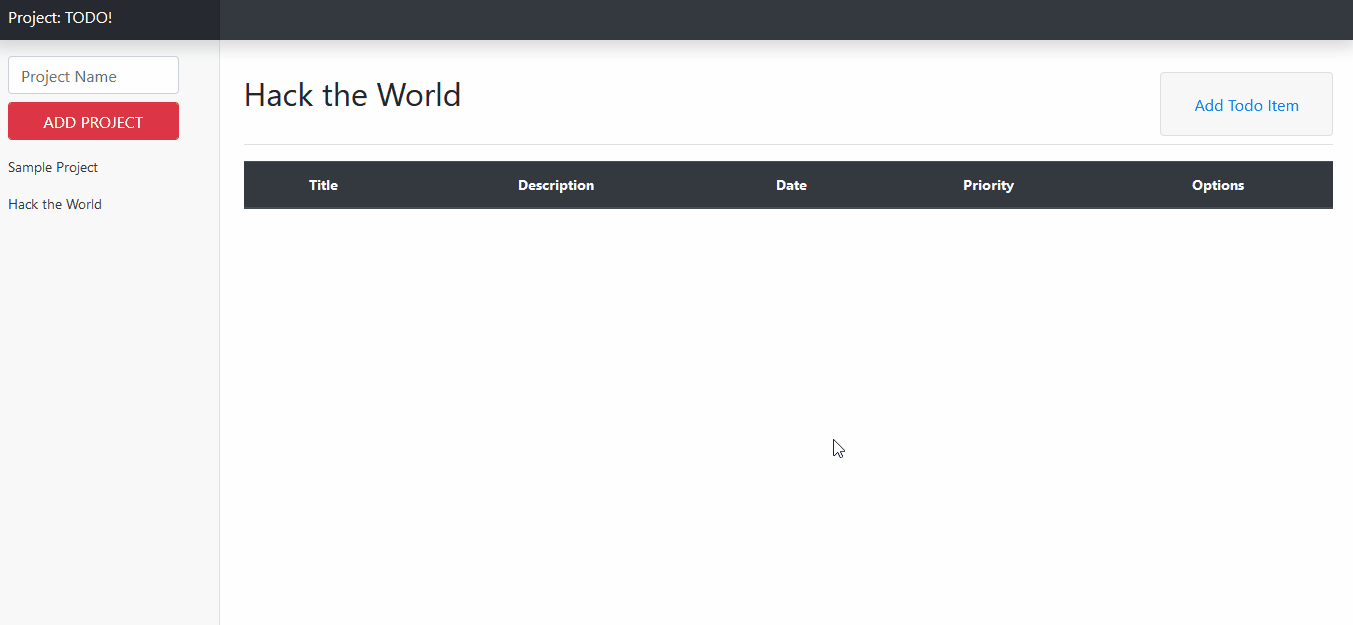 Project: TODO!
Project Name
ADD PROJECT
Sample Project
Hack the World
Hack the World
Add Todo Item
Title Description Date Priority Options